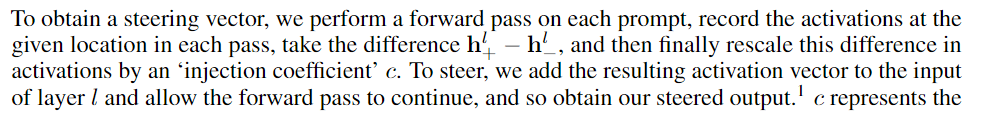 To obtain a steering vector, we perform a forward pass on each prompt, record the activations at the
given location in each pass, take the difference h₊ˡ − h₋ˡ, and then finally rescale this difference in
activations by an ‘injection coefficient’ c. To steer, we add the resulting activation vector to the input
of layer l and allow the forward pass to continue, and so obtain our steered output.¹ c represents the